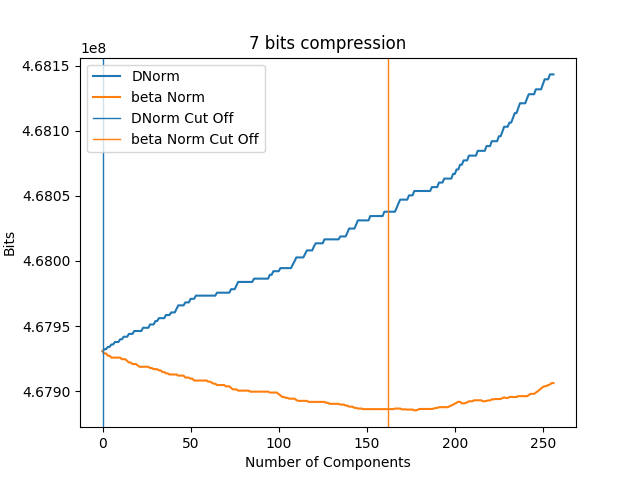 7 bits compression
1e8
4.6815
4.6810
4.6805
4.6800
4.6795
4.6790
Bits
DNorm
beta Norm
DNorm Cut Off
beta Norm Cut Off
0 50 100 150 200 250
Number of Components